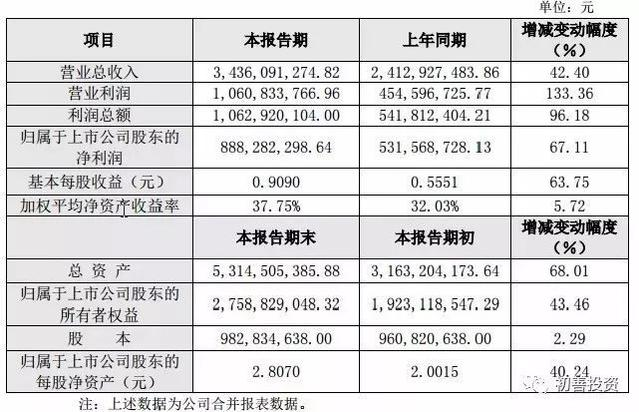 单位：元
项目 本报告期 上年同期 增减变动幅度（%）
营业总收入 3,436,091,274.82 2,412,927,483.86 42.40
营业利润 1,060,833,766.96 454,596,725.77 133.36
利润总额 1,062,920,104.00 541,812,404.21 96.18
归属于上市公司股东的净利润 888,282,298.64 531,568,728.13 67.11
基本每股收益（元） 0.9090 0.5551 63.75
加权平均净资产收益率 37.75% 32.03% 5.72
本报告期末 本报告期初 增减变动幅度（%）
总 资 产 5,314,505,385.88 3,163,204,173.64 68.01
归属于上市公司股东的所有者权益 2,758,829,048.32 1,923,118,547.29 43.46
股 本 982,834,638.00 960,820,638.00 2.29
归属于上市公司股东的每股净资产（元） 2.8070 2.0015 40.24
初善投资
注：上述数据为公司合并报表数据。